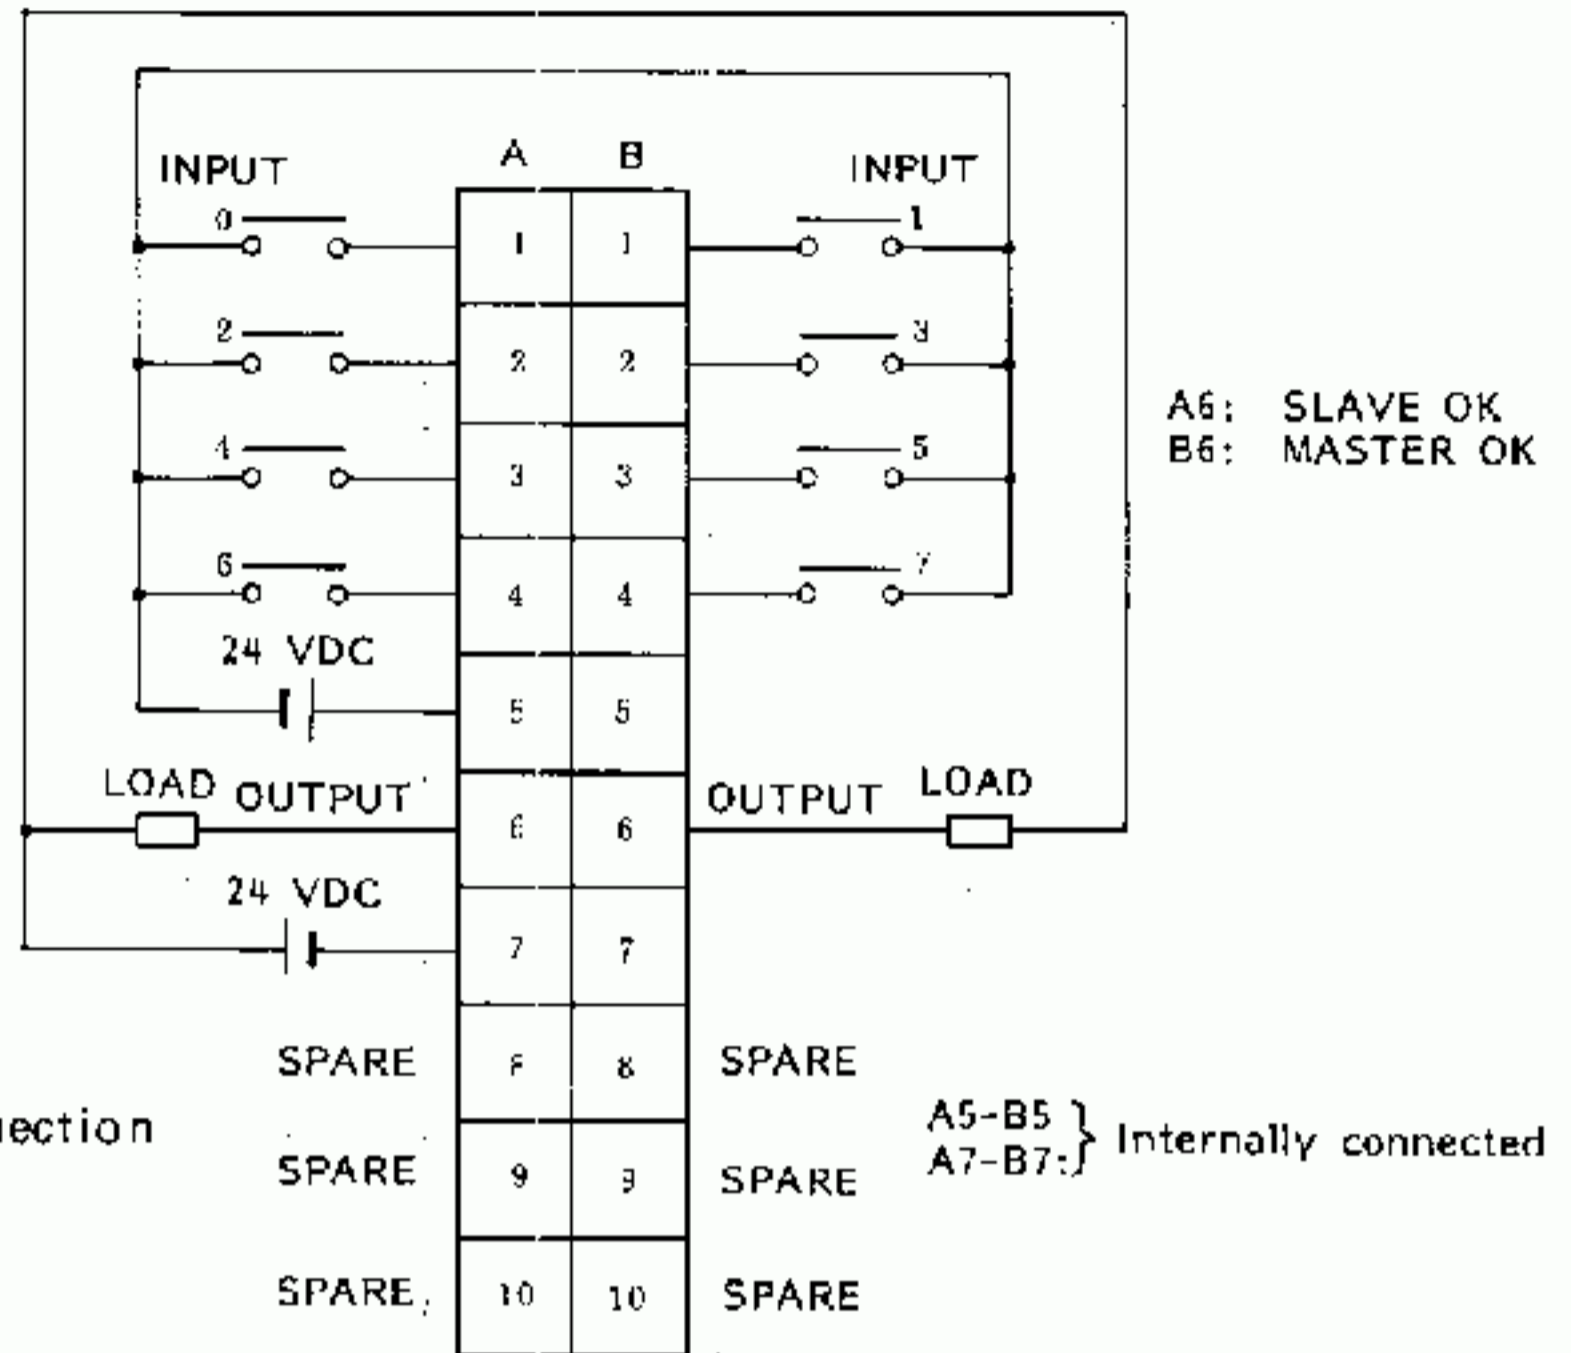 A B
INPUT INPUT
0 1 1 1
2 2 2 3
4 3 3 5
6 4 4 7
A6: SLAVE OK
B6: MASTER OK
24 VDC
5 5
LOAD OUTPUT OUTPUT LOAD
6 6
24 VDC
7 7
SPARE 8 8 SPARE
SPARE 9 9 SPARE
SPARE 10 10 SPARE
A5-B5
A7-B7:
Internally connected